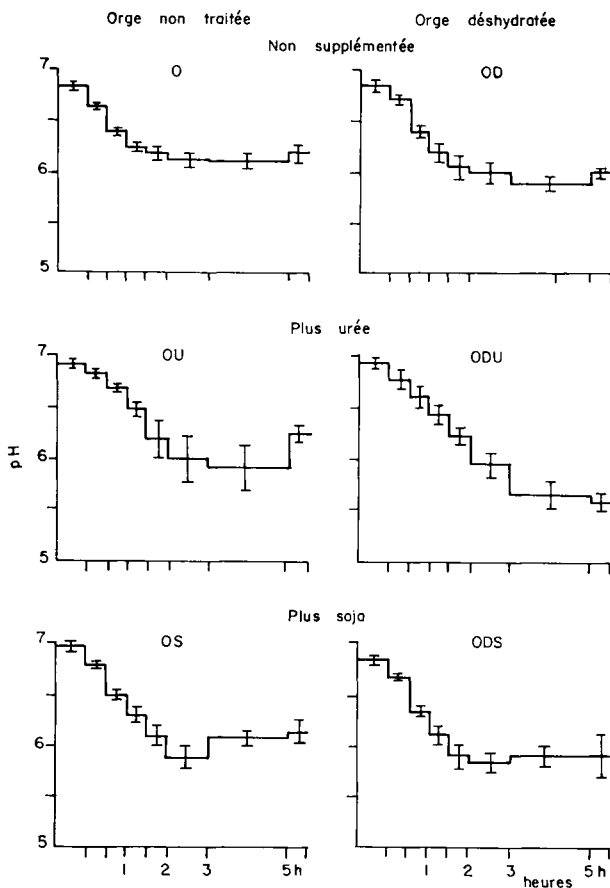 Orge non traitée Orge déshydratée
Non supplémentée
O OD
7
6
5
Plus urée
OU ODU
7
6
5
pH
Plus soja
OS ODS
7
6
5
1 2 3 5 h 1 2 3 5 h
heures